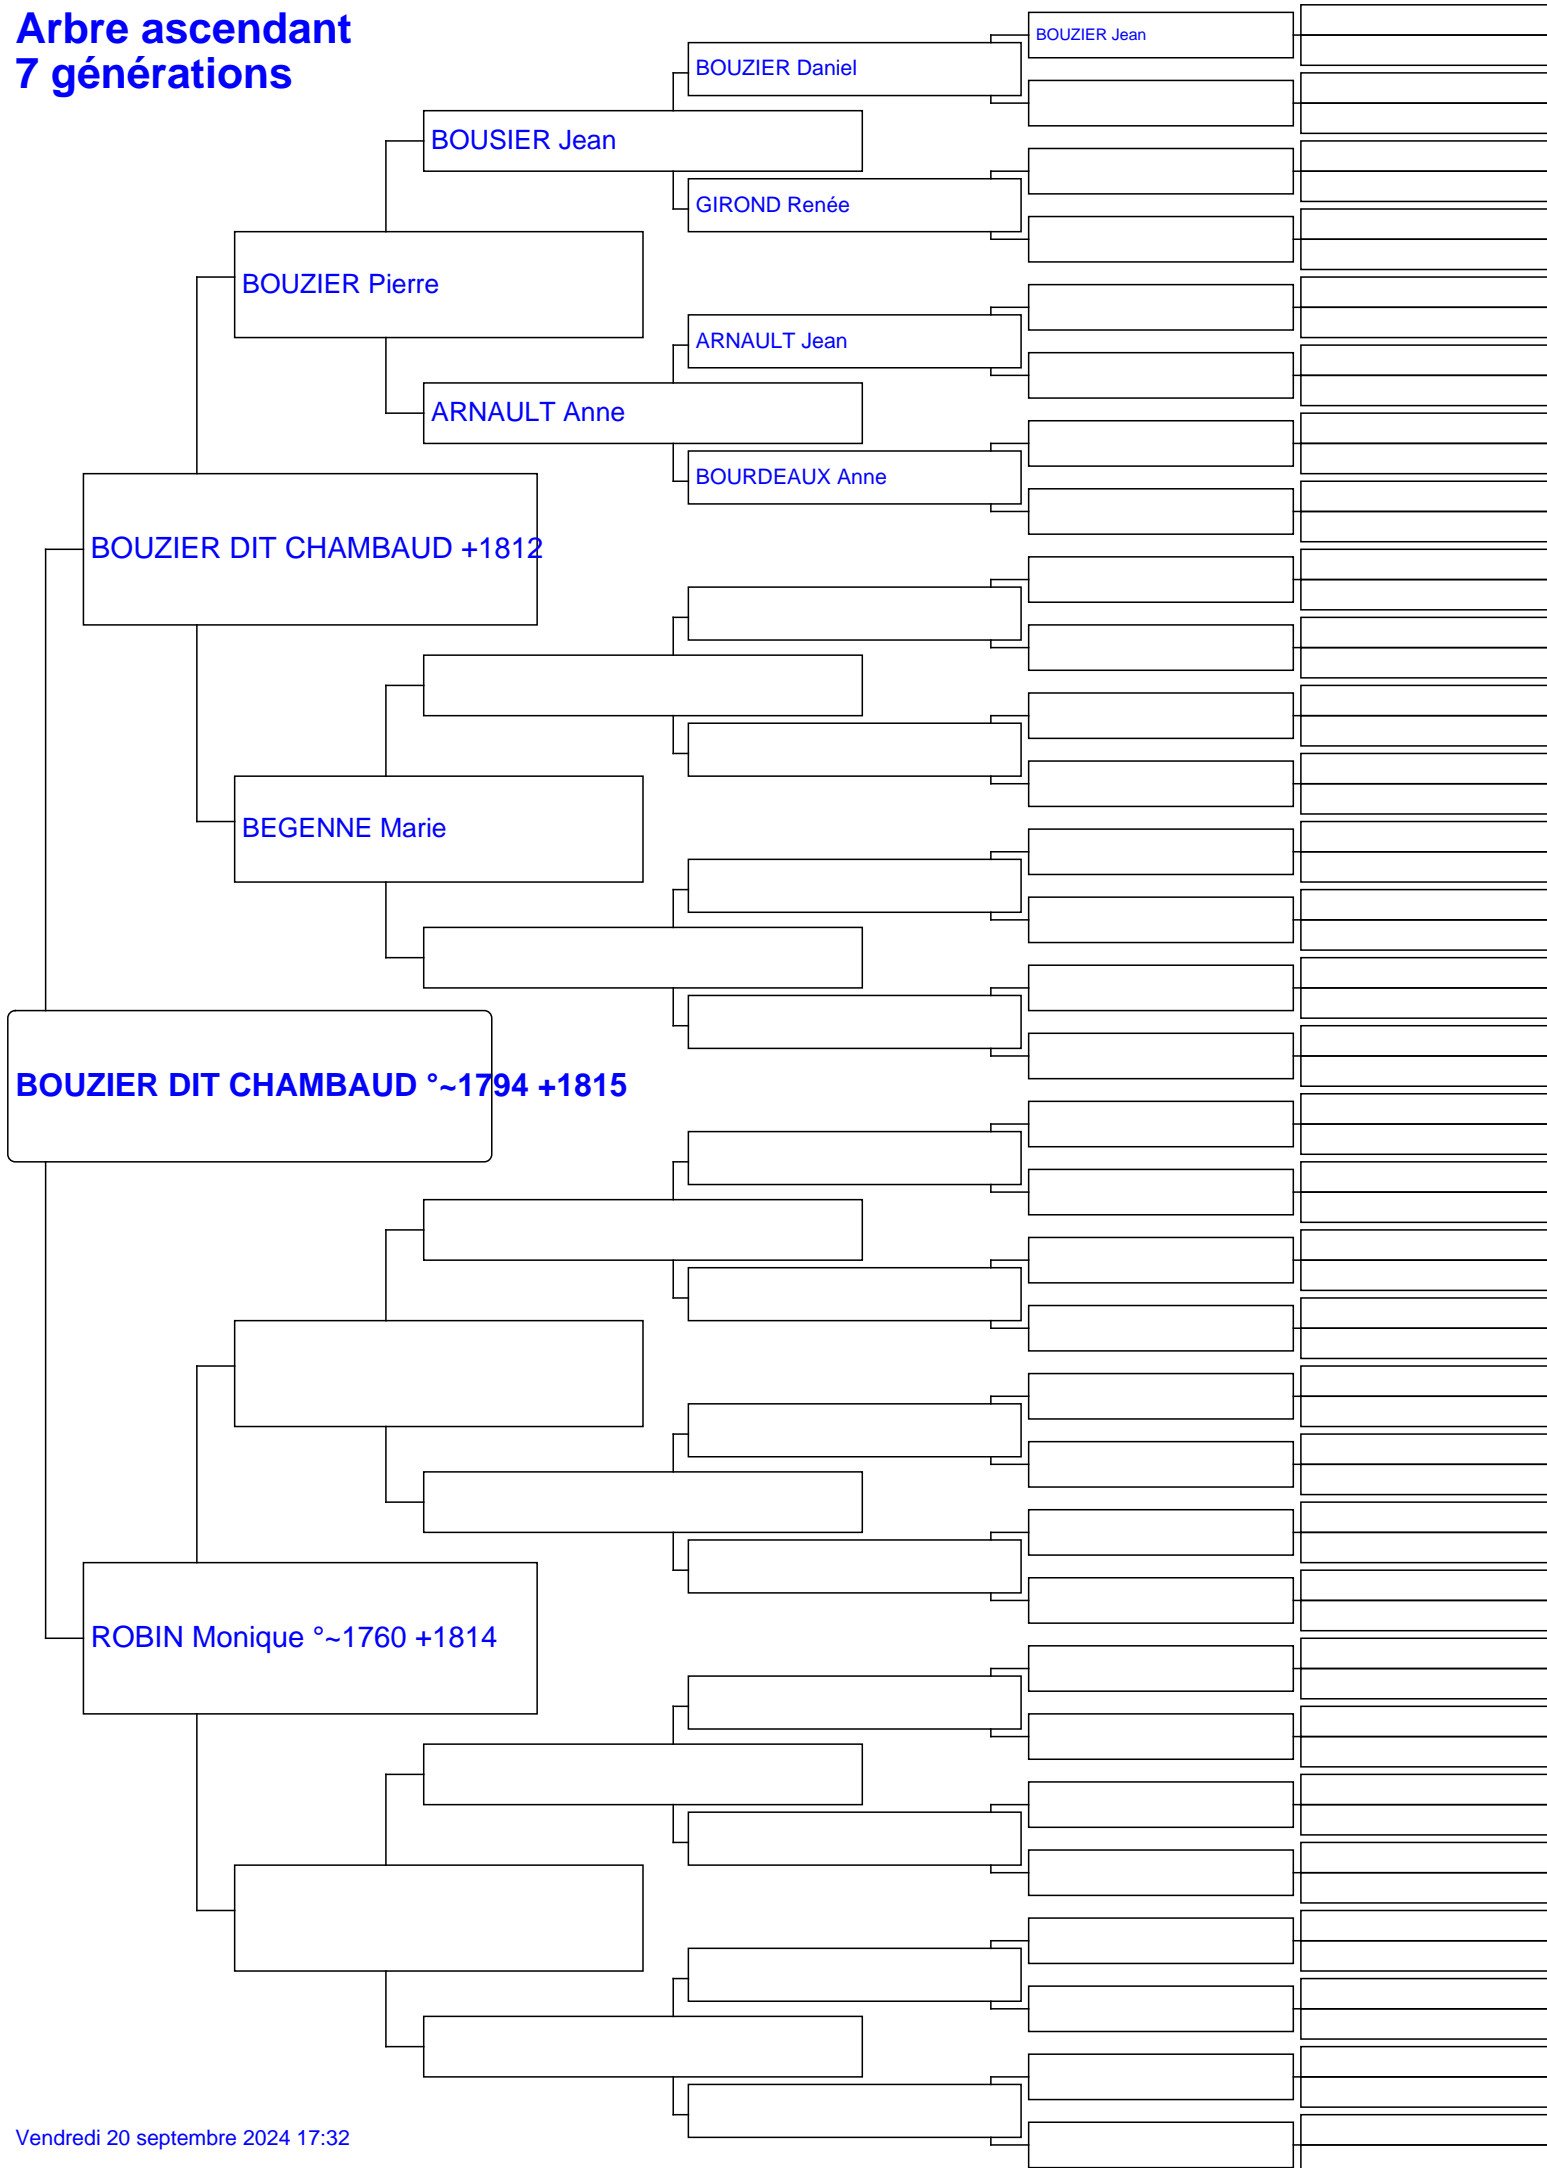 Arbre ascendant
7 générations
BOUZIER Jean
BOUZIER Daniel
BOUSIER Jean
GIROND Renée
BOUZIER Pierre
ARNAULT Jean
ARNAULT Anne
BOURDEAUX Anne
BOUZIER DIT CHAMBAUD +1812
BEGENNE Marie
BOUZIER DIT CHAMBAUD °~1794 +1815
ROBIN Monique °~1760 +1814
Vendredi 20 septembre 2024 17:32